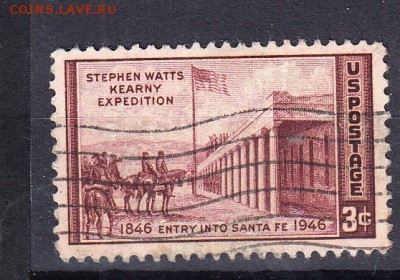 COINS.LAVE.RU
STEPHEN WATTS
KEARNY
EXPEDITION
US POSTAGE
3¢
1846 ENTRY INTO SANTA FE 1946